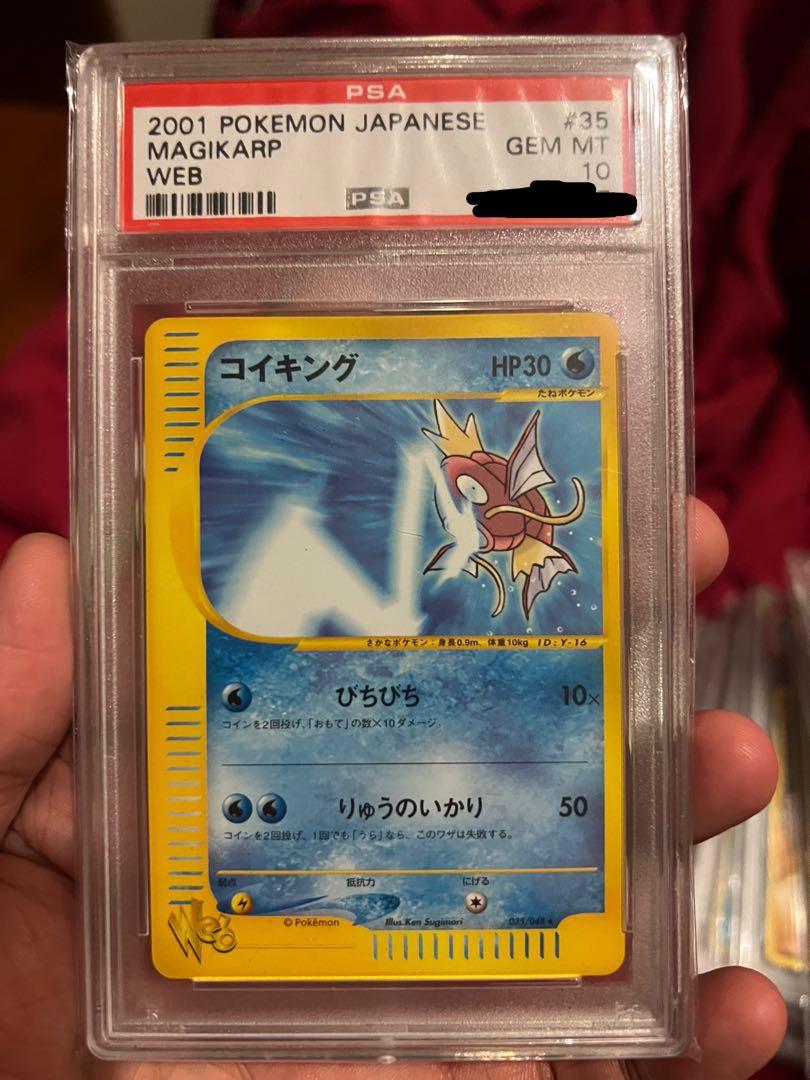 PSA
2001 POKEMON JAPANESE #35
MAGIKARP GEM MT
WEB 10
PSA
コイキング HP30
たねポケモン
さかなポケモン：身長0.9m、体重10kg ID:Y-16
びちびち 10×
コインを2回投げ、「おもて」の数×10ダメージ。
りゅうのいかり 50
コインを2回投げ、1回でも「うら」なら、このワザは失敗する。
弱点 抵抗力 にげる
Web © Pokémon Illus. Ken Sugimori 035/048